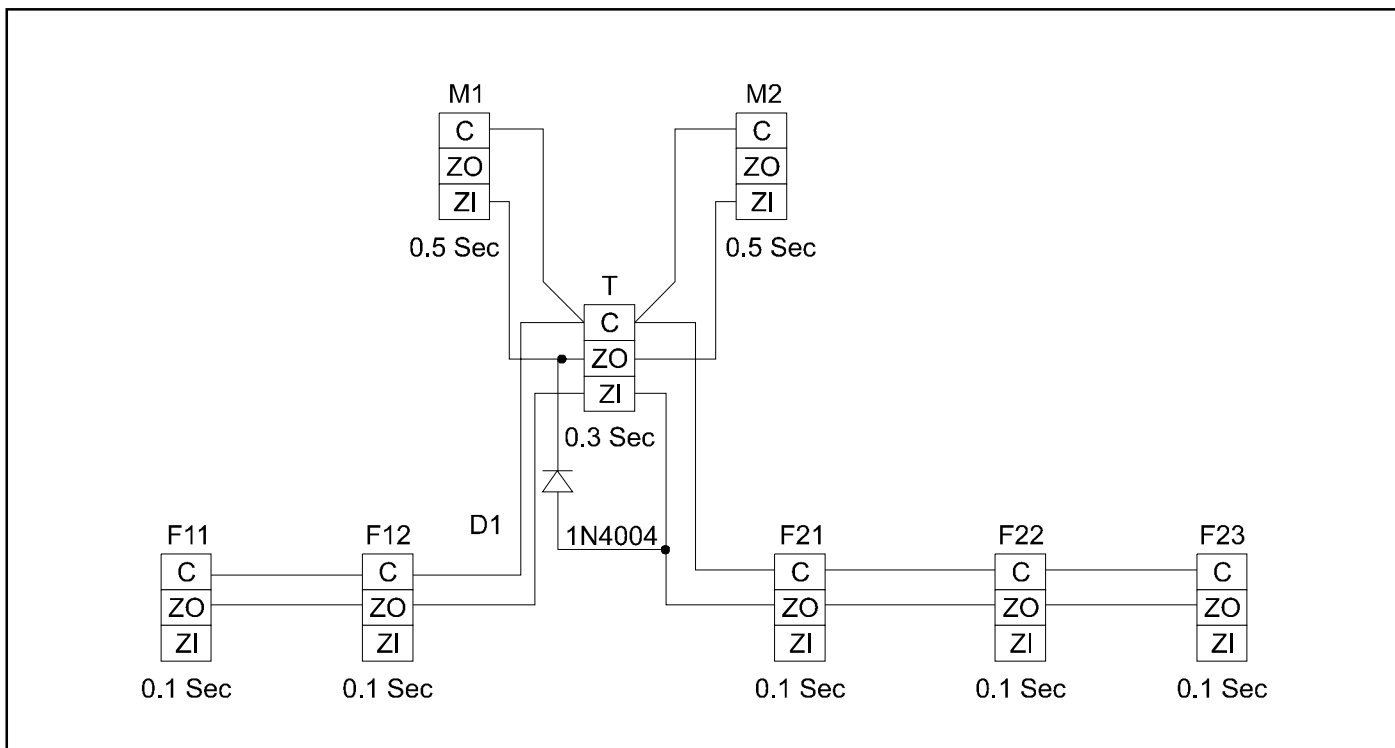 M1 M2
C C
ZO ZO
ZI ZI
0.5 Sec 0.5 Sec
T
C
ZO
ZI
0.3 Sec
D1 1N4004
F11 F12 F21 F22 F23
C C C C C
ZO ZO ZO ZO ZO
ZI ZI ZI ZI ZI
0.1 Sec 0.1 Sec 0.1 Sec 0.1 Sec 0.1 Sec